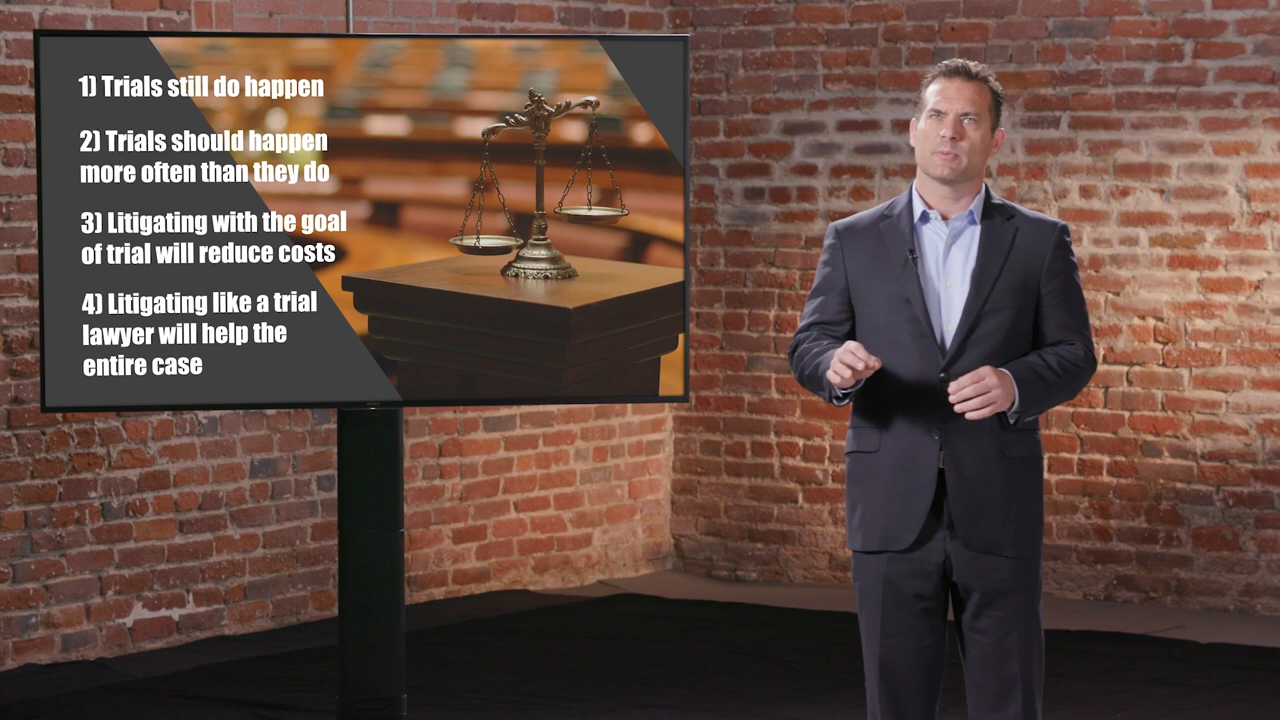 1) Trials still do happen
2) Trials should happen
more often than they do
3) Litigating with the goal
of trial will reduce costs
4) Litigating like a trial
lawyer will help the
entire case